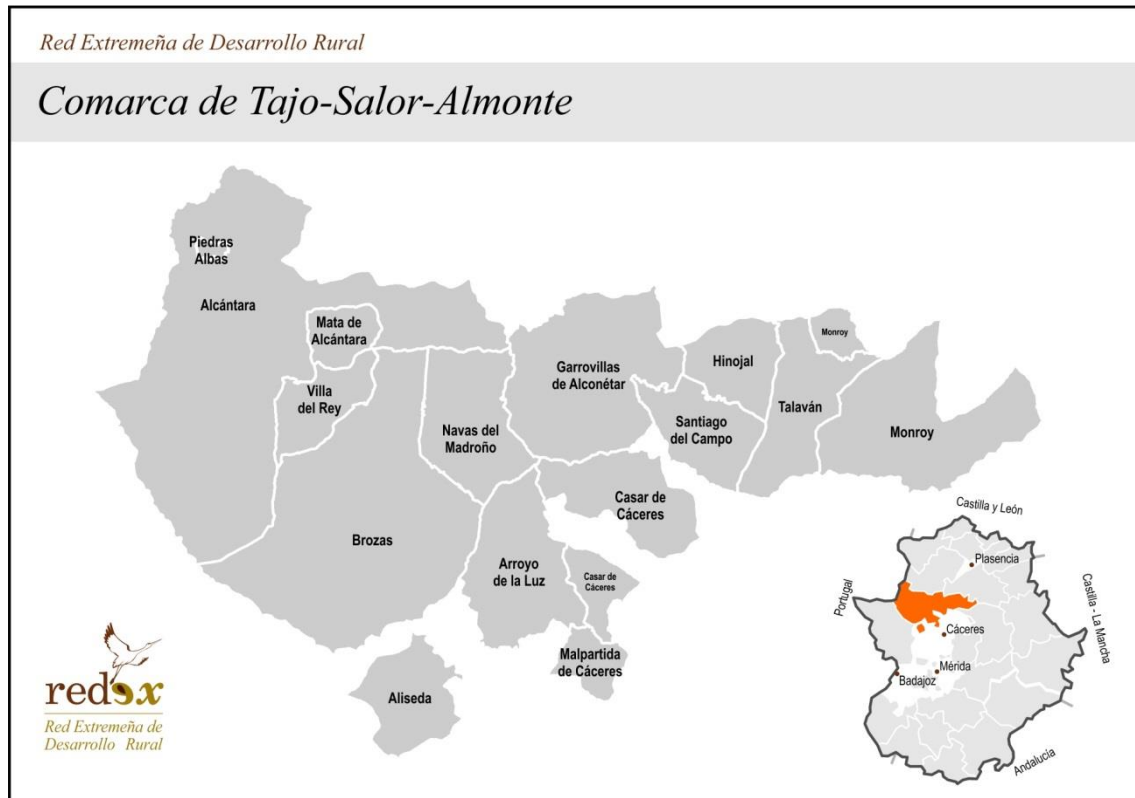 Red Extremeña de Desarrollo Rural
Comarca de Tajo-Salor-Almonte
Piedras
Albas
Alcántara
Mata de
Alcántara
Villa
del Rey
Navas del
Madroño
Garrovillas
de Alconétar
Hinojal
Monroy
Santiago
del Campo
Talaván
Monroy
Casar de
Cáceres
Brozas
Arroyo
de la Luz
Casar de
Cáceres
Malpartida
de Cáceres
Aliseda
Castilla y León
Plasencia
Portugal
Castilla - La Mancha
Cáceres
Mérida
Badajoz
Andalucía
redex
Red Extremeña de
Desarrollo Rural